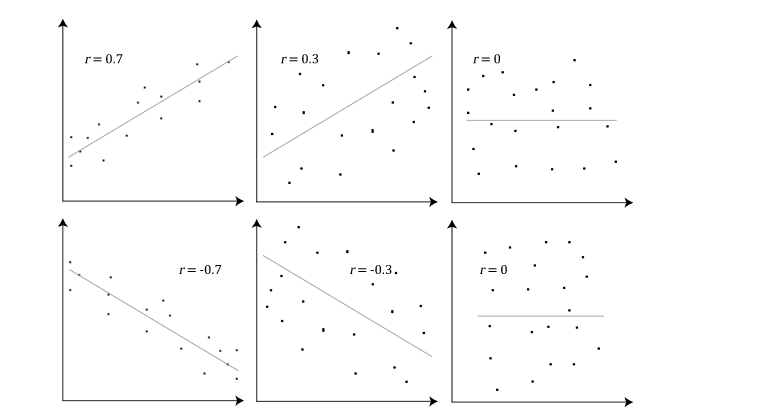 r = 0.7
r = 0.3
r = 0
r = -0.7
r = -0.3
r = 0